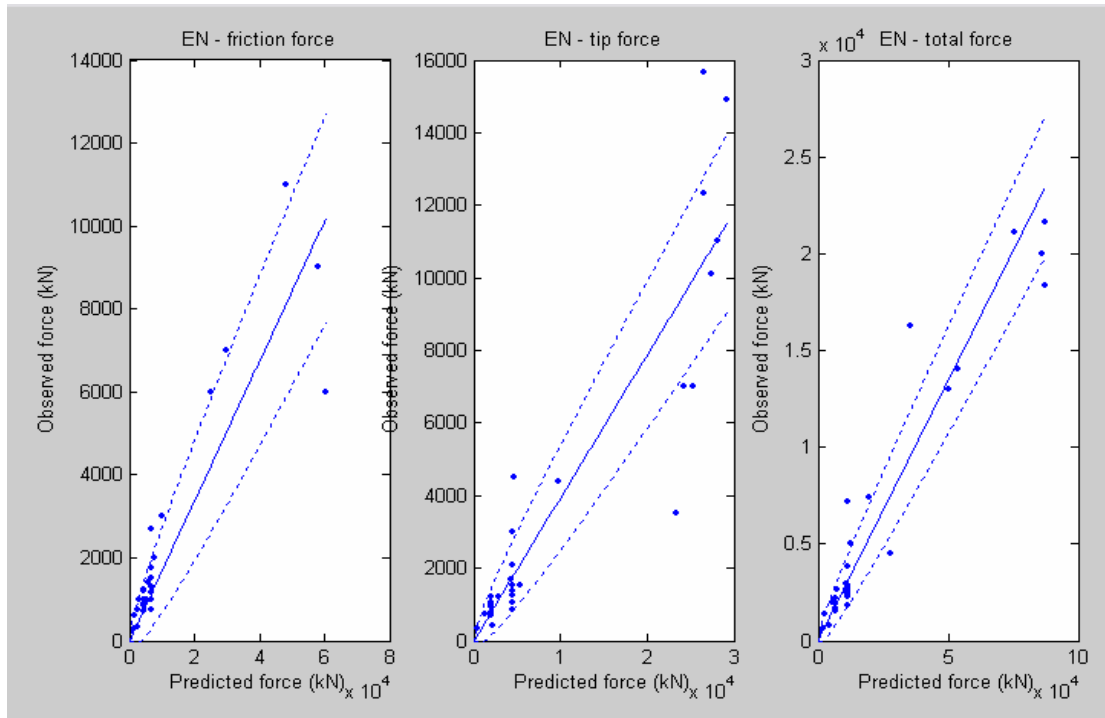 EN - friction force
14000
12000
10000
8000
6000
4000
2000
0
Observed force (kN)
0
2
4
6
8
Predicted force (kN)
x 10^4
EN - tip force
16000
14000
12000
10000
8000
6000
4000
2000
0
Observed force (kN)
0
1
2
3
Predicted force (kN)
x 10^4
x 10^4
EN - total force
3
2.5
2
1.5
1
0.5
0
Observed force (kN)
0
5
10
Predicted force (kN)
x 10^4